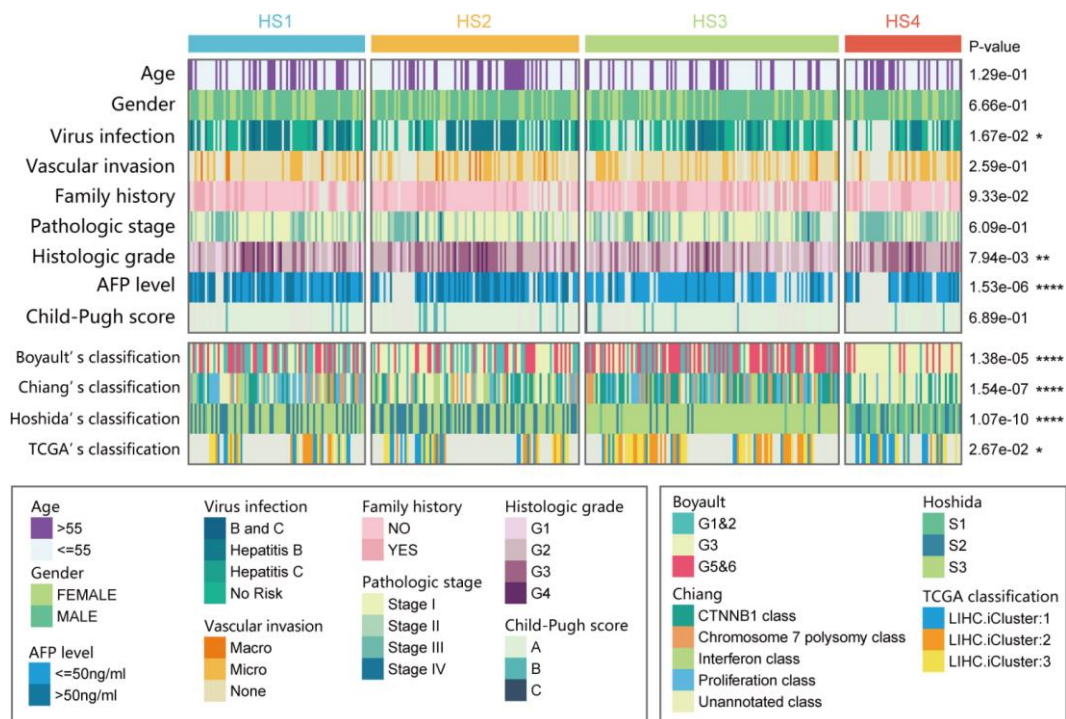 HS1 HS2 HS3 HS4
P-value
Age 1.29e-01
Gender 6.66e-01
Virus infection 1.67e-02 *
Vascular invasion 2.59e-01
Family history 9.33e-02
Pathologic stage 6.09e-01
Histologic grade 7.94e-03 **
AFP level 1.53e-06 ****
Child-Pugh score 6.89e-01
Boyault's classification 1.38e-05 ****
Chiang's classification 1.54e-07 ****
Hoshida's classification 1.07e-10 ****
TCGA's classification 2.67e-02 *
Age
>55
<=55
Gender
FEMALE
MALE
AFP level
<=50ng/ml
>50ng/ml
Virus infection
B and C
Hepatitis B
Hepatitis C
No Risk
Vascular invasion
Macro
Micro
None
Family history
NO
YES
Pathologic stage
Stage I
Stage II
Stage III
Stage IV
Histologic grade
G1
G2
G3
G4
Child-Pugh score
A
B
C
Boyault
G1&2
G3
G5&6
Chiang
CTNNB1 class
Chromosome 7 polysomy class
Interferon class
Proliferation class
Unannotated class
Hoshida
S1
S2
S3
TCGA classification
LIHC.iCluster:1
LIHC.iCluster:2
LIHC.iCluster:3